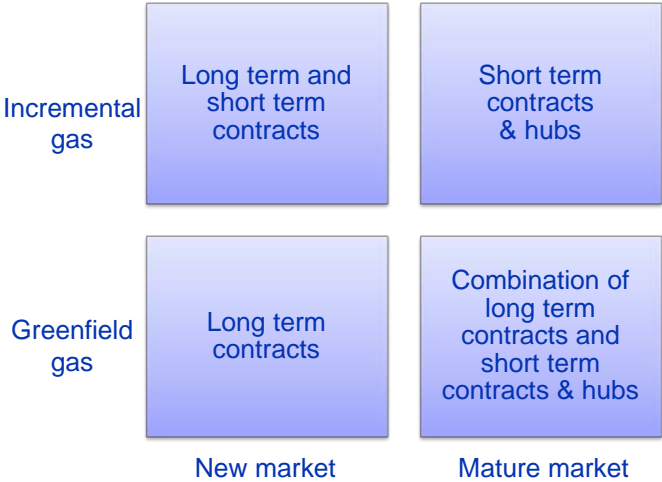 Incremental
gas
Long term and
short term
contracts
Short term
contracts
& hubs
Greenfield
gas
Long term
contracts
Combination of
long term
contracts and
short term
contracts & hubs
New market
Mature market